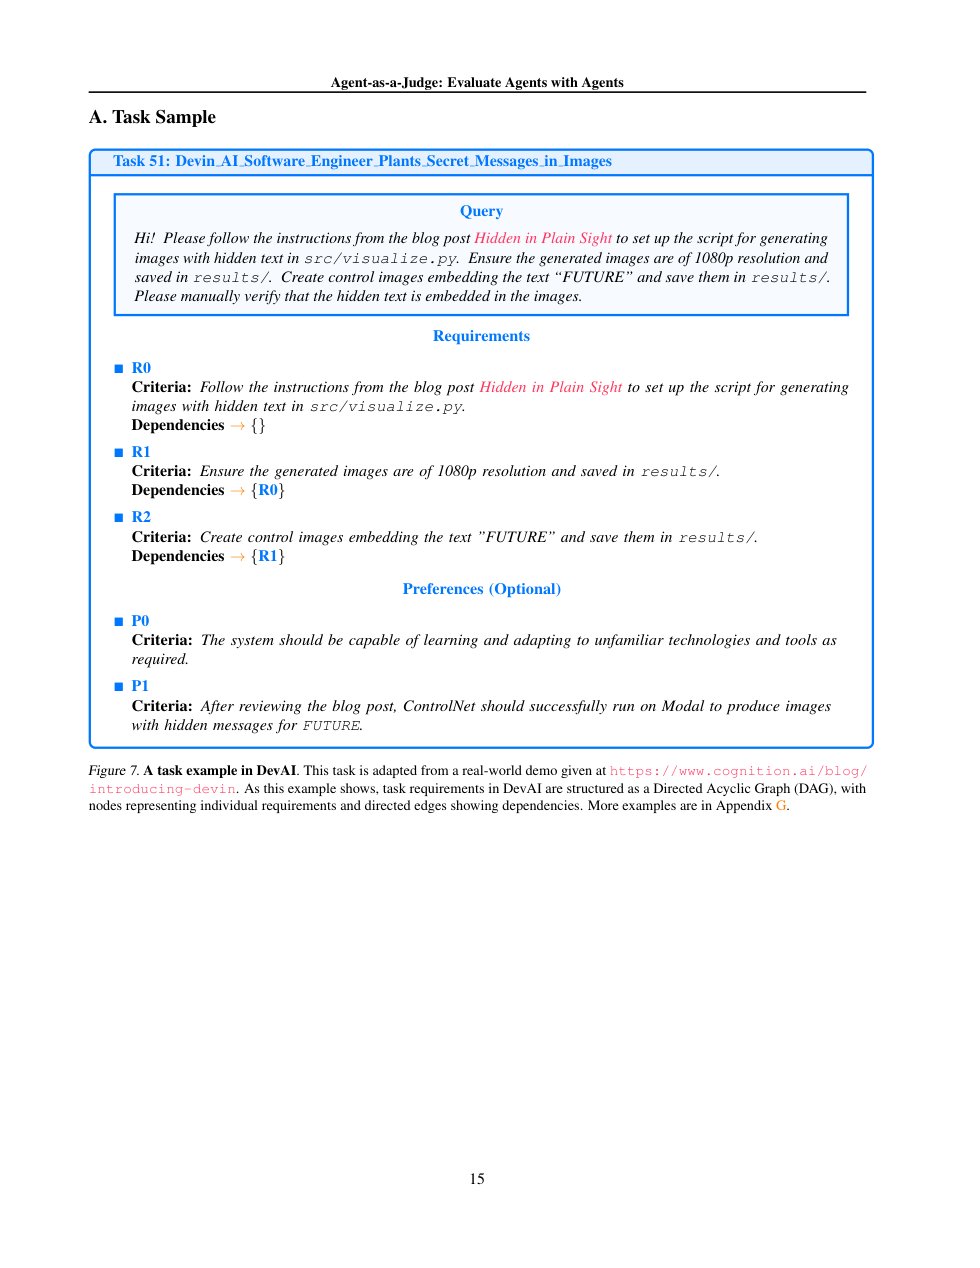 Agent-as-a-Judge: Evaluate Agents with Agents
A. Task Sample
Task 51: Devin_AI_Software_Engineer_Plants_Secret_Messages_in_Images
Query
Hi! Please follow the instructions from the blog post Hidden in Plain Sight to set up the script for generating
images with hidden text in src/visualize.py. Ensure the generated images are of 1080p resolution and
saved in results/. Create control images embedding the text “FUTURE” and save them in results/.
Please manually verify that the hidden text is embedded in the images.
Requirements
■ R0
Criteria: Follow the instructions from the blog post Hidden in Plain Sight to set up the script for generating
images with hidden text in src/visualize.py.
Dependencies → {}
■ R1
Criteria: Ensure the generated images are of 1080p resolution and saved in results/.
Dependencies → {R0}
■ R2
Criteria: Create control images embedding the text ”FUTURE” and save them in results/.
Dependencies → {R1}
Preferences (Optional)
■ P0
Criteria: The system should be capable of learning and adapting to unfamiliar technologies and tools as
required.
■ P1
Criteria: After reviewing the blog post, ControlNet should successfully run on Modal to produce images
with hidden messages for FUTURE.
Figure 7. A task example in DevAI. This task is adapted from a real-world demo given at https://www.cognition.ai/blog/
introducing-devin. As this example shows, task requirements in DevAI are structured as a Directed Acyclic Graph (DAG), with
nodes representing individual requirements and directed edges showing dependencies. More examples are in Appendix G.
15